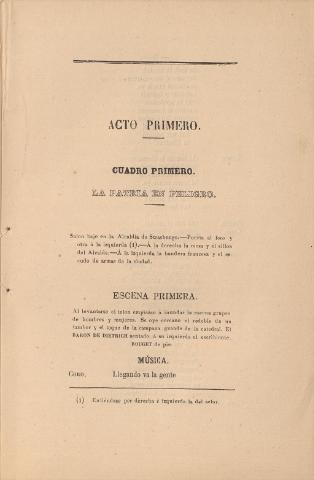 ACTO PRIMERO.
CUADRO PRIMERO.
LA PATRIA EN PELIGRO.
Salon bajo en la Alcaldía de Strasburgo.—Puerta al foro y
otra á la izquierda (1).—Á la derecha la mesa y el sillon
del Alcalde.—Á la izquierda la bandera francesa y el es-
cudo de armas de la ciudad.
ESCENA PRIMERA.
Al levantarse el telon empiezan á inundar la escena grupos
de hombres y mujeres. Se oye cercano el redoble de un
tambor y el toque de la campana grande de la catedral. El
BARON DE DIETRICH sentado á su izquierda el escribiente.
ROUGET de pie.
MÚSICA.
CORO. Llegando va la gente
(1) Entiéndase por derecha é izquierda la del actor.